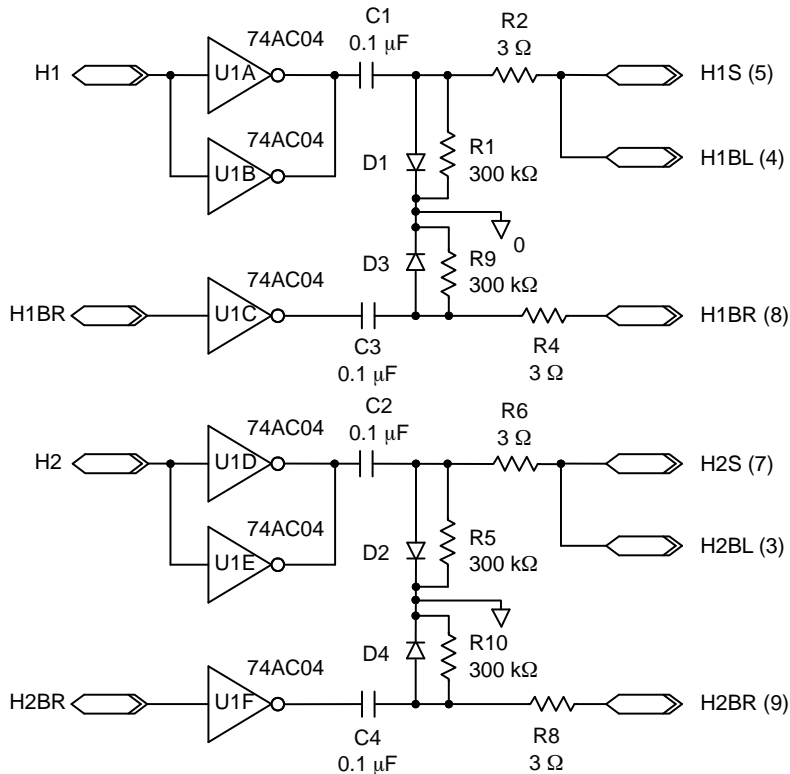 C1
0.1 μF
R2
3 Ω
74AC04
H1
U1A
H1S (5)
74AC04
U1B
D1
R1
300 kΩ
H1BL (4)
0
74AC04
D3
R9
300 kΩ
H1BR
U1C
H1BR (8)
C3
0.1 μF
R4
3 Ω
C2
0.1 μF
R6
3 Ω
74AC04
H2
U1D
H2S (7)
74AC04
U1E
D2
R5
300 kΩ
H2BL (3)
74AC04
D4
R10
300 kΩ
H2BR
U1F
H2BR (9)
C4
0.1 μF
R8
3 Ω